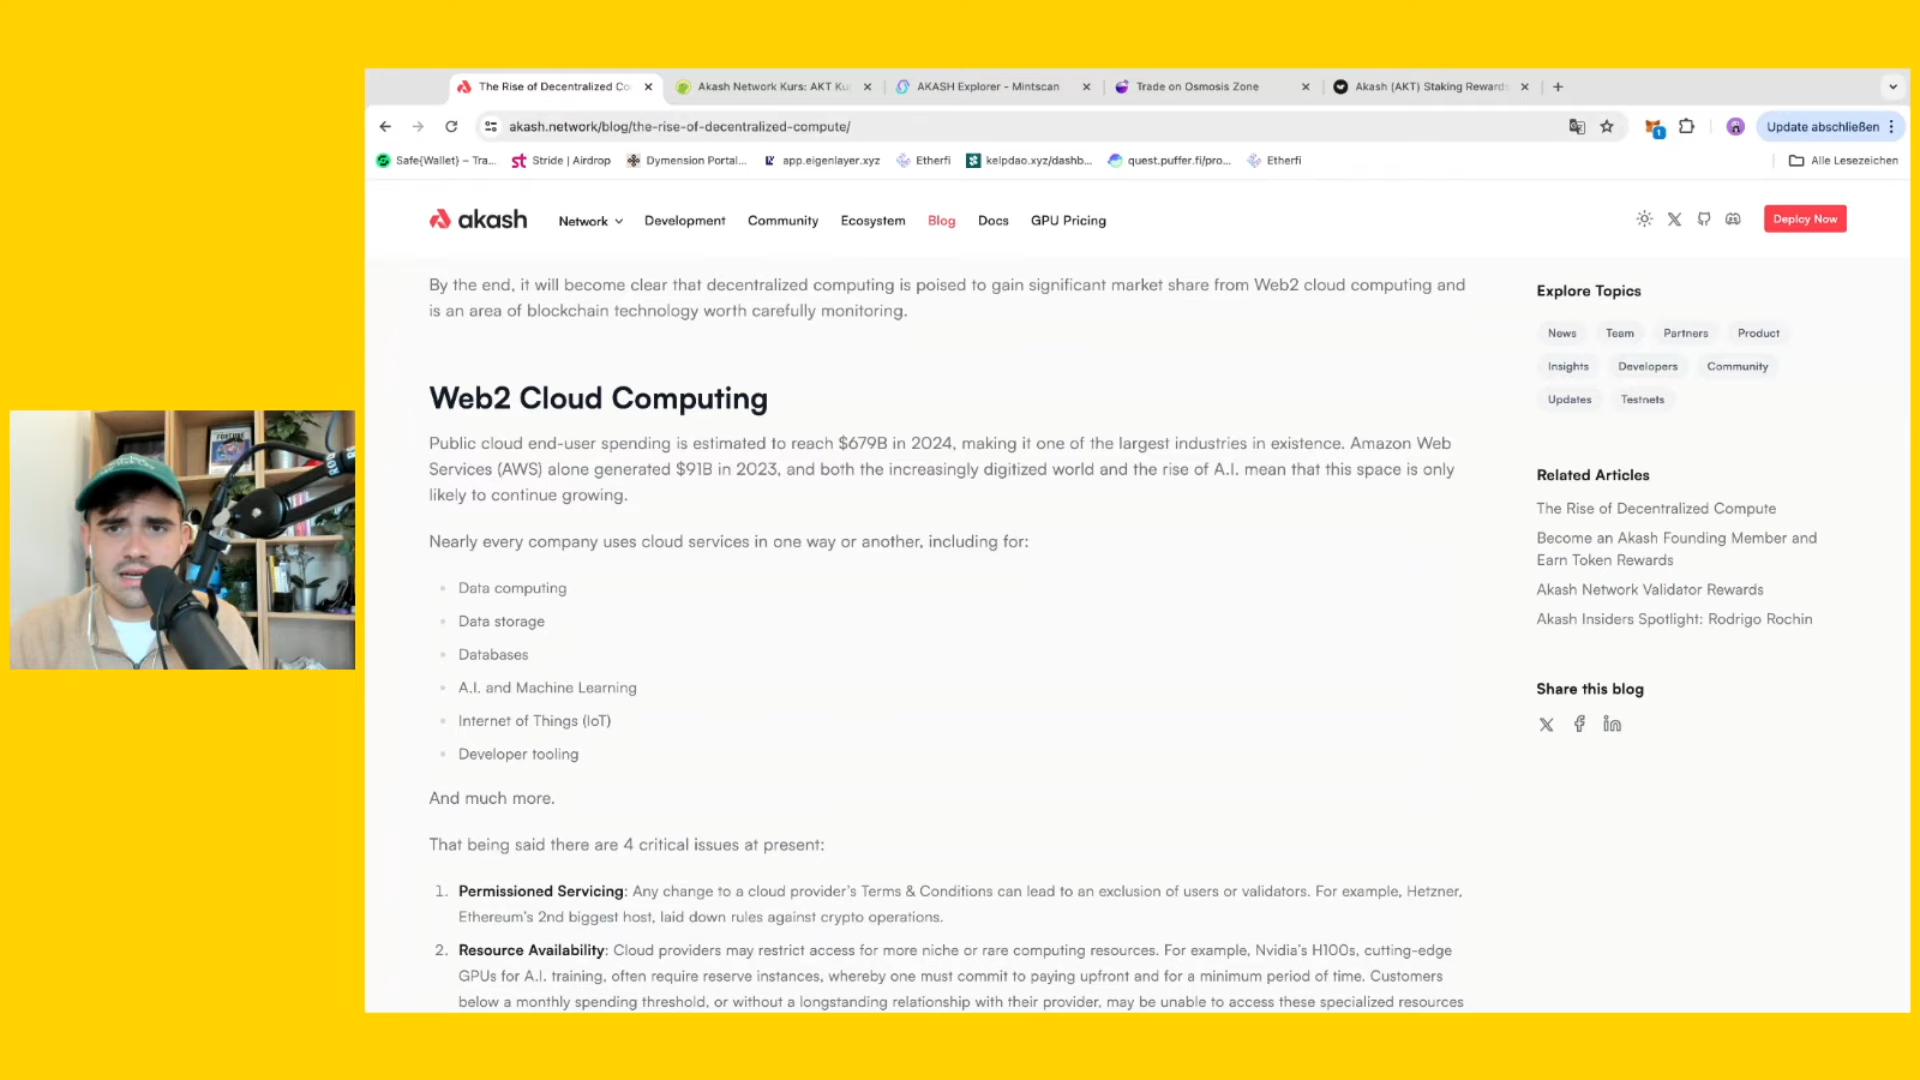 The Rise of Decentralized Co
Akash Network Kurs: AKT Ku
AKASH Explorer - Mintscan
Trade on Osmosis Zone
Akash (AKT) Staking Rewards
akash.network/blog/the-rise-of-decentralized-compute/
1
Update abschließen
Safe{Wallet} – Tra...
Stride | Airdrop
Dymension Portal...
app.eigenlayer.xyz
Etherfi
kelpdao.xyz/dashb...
quest.puffer.fi/pro...
Etherfi
Alle Lesezeichen
akash
Network
Development
Community
Ecosystem
Blog
Docs
GPU Pricing
Deploy Now
By the end, it will become clear that decentralized computing is poised to gain significant market share from Web2 cloud computing and
is an area of blockchain technology worth carefully monitoring.
Web2 Cloud Computing
Public cloud end-user spending is estimated to reach $679B in 2024, making it one of the largest industries in existence. Amazon Web
Services (AWS) alone generated $91B in 2023, and both the increasingly digitized world and the rise of A.I. mean that this space is only
likely to continue growing.
Nearly every company uses cloud services in one way or another, including for:
Data computing
Data storage
Databases
A.I. and Machine Learning
Internet of Things (IoT)
Developer tooling
And much more.
That being said there are 4 critical issues at present:
1. Permissioned Servicing: Any change to a cloud provider's Terms & Conditions can lead to an exclusion of users or validators. For example, Hetzner,
Ethereum's 2nd biggest host, laid down rules against crypto operations.
2. Resource Availability: Cloud providers may restrict access for more niche or rare computing resources. For example, Nvidia's H100s, cutting-edge
GPUs for A.I. training, often require reserve instances, whereby one must commit to paying upfront and for a minimum period of time. Customers
below a monthly spending threshold, or without a longstanding relationship with their provider, may be unable to access these specialized resources
Explore Topics
News
Team
Partners
Product
Insights
Developers
Community
Updates
Testnets
Related Articles
The Rise of Decentralized Compute
Become an Akash Founding Member and
Earn Token Rewards
Akash Network Validator Rewards
Akash Insiders Spotlight: Rodrigo Rochin
Share this blog
FORTUNE